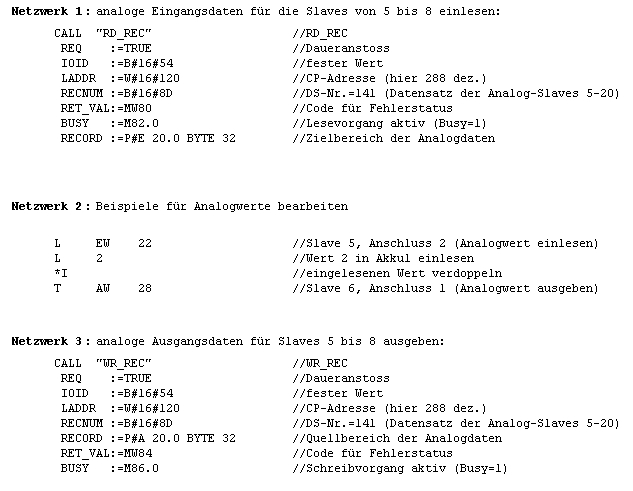 Netzwerk 1: analoge Eingangsdaten für die Slaves von 5 bis 8 einlesen:
CALL "RD_REC" //RD_REC
REQ :=TRUE //Daueranstoss
IOID :=B#16#54 //fester Wert
LADDR :=W#16#120 //CP-Adresse (hier 288 dez.)
RECNUM :=B#16#8D //DS-Nr.=141 (Datensatz der Analog-Slaves 5-20)
RET_VAL:=MW80 //Code für Fehlerstatus
BUSY :=M82.0 //Lesevorgang aktiv (Busy=1)
RECORD :=P#E 20.0 BYTE 32 //Zielbereich der Analogdaten
Netzwerk 2: Beispiele für Analogwerte bearbeiten
L EW 22 //Slave 5, Anschluss 2 (Analogwert einlesen)
L 2 //Wert 2 in Akku1 einlesen
*I //eingelesenen Wert verdoppeln
T AW 28 //Slave 6, Anschluss 1 (Analogwert ausgeben)
Netzwerk 3: analoge Ausgangsdaten für Slaves 5 bis 8 ausgeben:
CALL "WR_REC" //WR_REC
REQ :=TRUE //Daueranstoss
IOID :=B#16#54 //fester Wert
LADDR :=W#16#120 //CP-Adresse (hier 288 dez.)
RECNUM :=B#16#8D //DS-Nr.=141 (Datensatz der Analog-Slaves 5-20)
RECORD :=P#A 20.0 BYTE 32 //Quellbereich der Analogdaten
RET_VAL:=MW84 //Code für Fehlerstatus
BUSY :=M86.0 //Schreibvorgang aktiv (Busy=1)